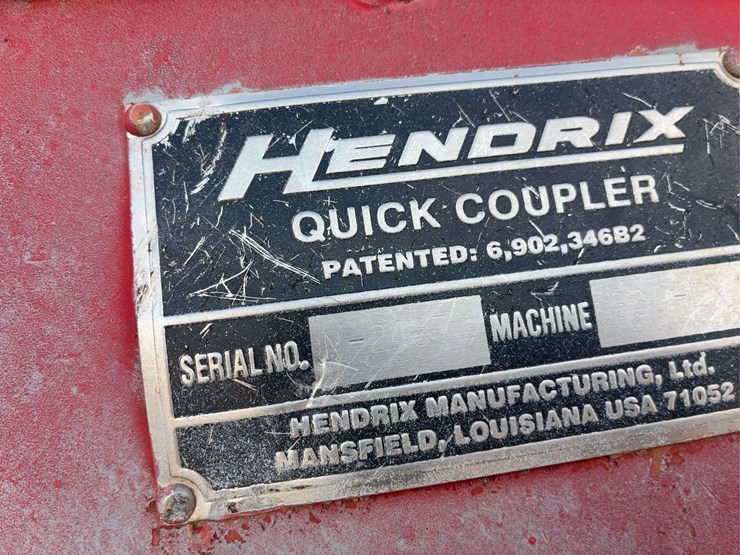 HENDRIX
QUICK COUPLER
PATENTED: 6,902,346B2
SERIAL NO. MACHINE
HENDRIX MANUFACTURING, Ltd.
MANSFIELD, LOUISIANA USA 71052